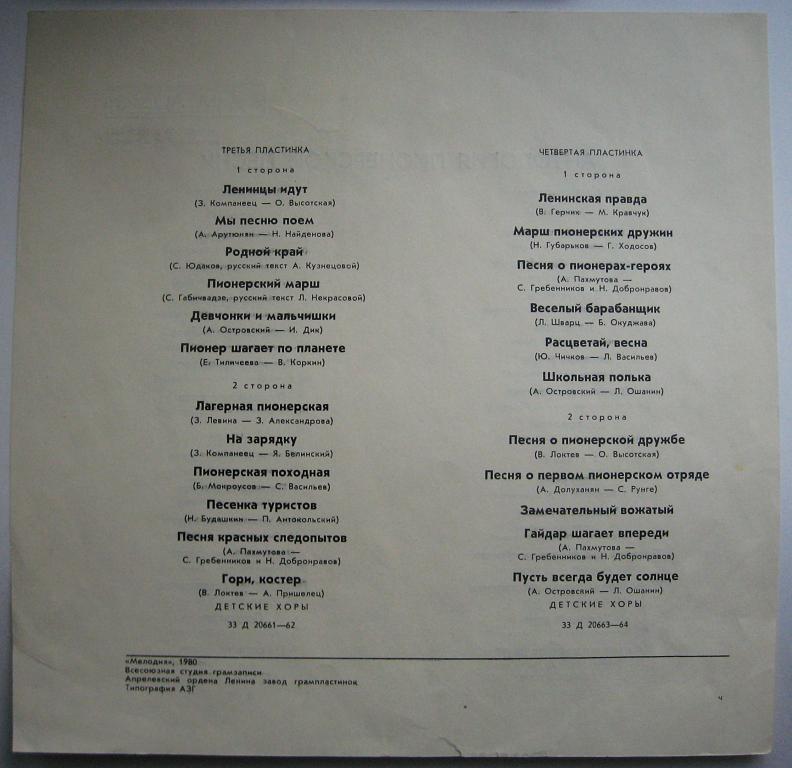 ТРЕТЬЯ ПЛАСТИНКА
1 сторона
Ленинцы идут
(З. Компанеец — О. Высотская)
Мы песню поем
(А. Арутюнян — Н. Найденова)
Родной край
(С. Юдаков, русский текст А. Кузнецовой)
Пионерский марш
(С. Габичвадзе, русский текст Л. Некрасовой)
Девчонки и мальчишки
(А. Островский — И. Дик)
Пионер шагает по планете
(Е. Тиличеева — В. Коркин)
2 сторона
Лагерная пионерская
(З. Левина — З. Александрова)
На зарядку
(З. Компанеец — Я. Белинский)
Пионерская походная
(Б. Мокроусов — С. Васильев)
Песенка туристов
(Н. Будашкин — П. Антокольский)
Песня красных следопытов
(А. Пахмутова —
С. Гребенников и Н. Добронравов)
Гори, костер
(В. Локтев — А. Пришелец)
ДЕТСКИЕ ХОРЫ
33 Д 20661—62
ЧЕТВЕРТАЯ ПЛАСТИНКА
1 сторона
Ленинская правда
(В. Герчик — М. Кравчук)
Марш пионерских дружин
(Н. Губарьков — Г. Ходосов)
Песня о пионерах-героях
(А. Пахмутова —
С. Гребенников и Н. Добронравов)
Веселый барабанщик
(Л. Шварц — Б. Окуджава)
Расцветай, весна
(Ю. Чичков — Л. Васильев)
Школьная полька
(А. Островский — Л. Ошанин)
2 сторона
Песня о пионерской дружбе
(В. Локтев — О. Высотская)
Песня о первом пионерском отряде
(А. Долуханян — С. Рунге)
Замечательный вожатый
Гайдар шагает впереди
(А. Пахмутова —
С. Гребенников и Н. Добронравов)
Пусть всегда будет солнце
(А. Островский — Л. Ошанин)
ДЕТСКИЕ ХОРЫ
33 Д 20663—64
«Мелодия», 1980
Всесоюзная студия грамзаписи
Апрелевский ордена Ленина завод грампластинок
Типография АЗГ
ч